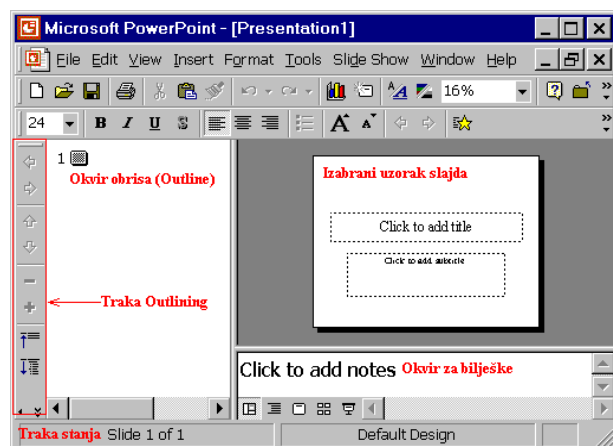 Microsoft PowerPoint - [Presentation1]
File Edit View Insert Format Tools Slide Show Window Help
16%
24 B I U S A A
1
Okvir obrisa (Outline)
Izabrani uzorak slajda
Click to add title
Click to add subtitle
Traka Outlining
Click to add notes Okvir za bilješke
Traka stanja Slide 1 of 1 Default Design